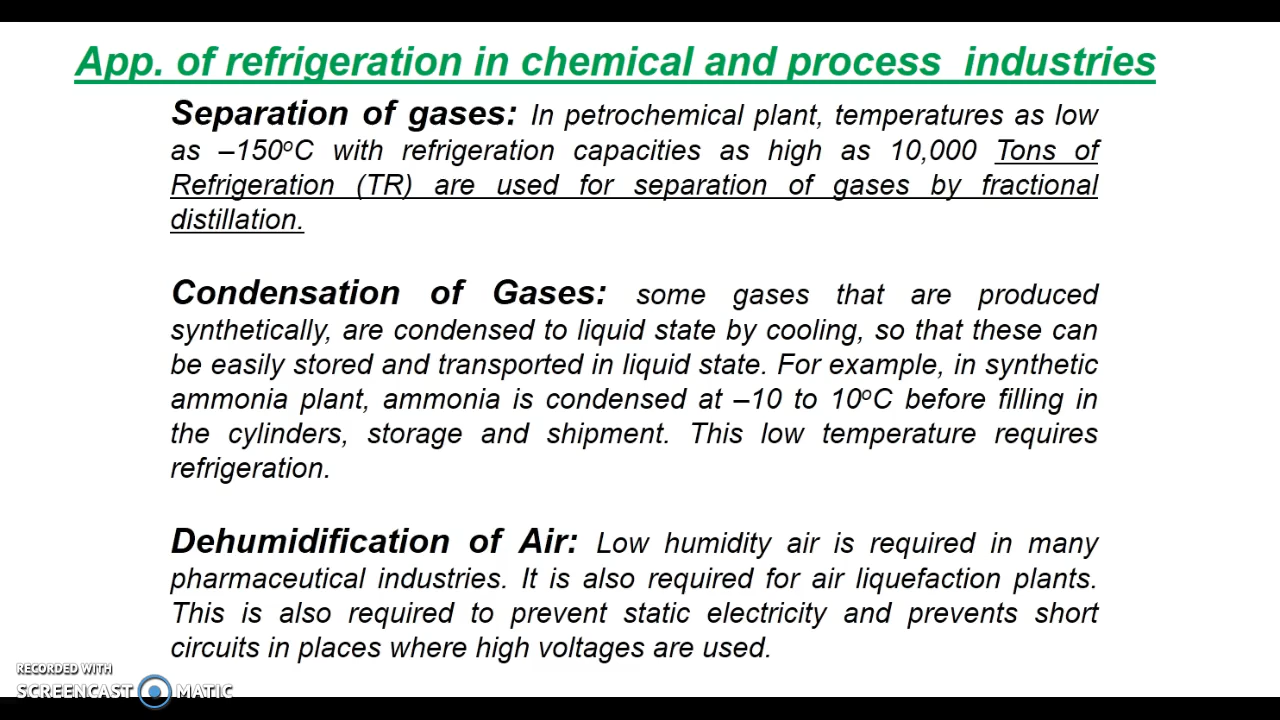 App. of refrigeration in chemical and process industries
Separation of gases: In petrochemical plant, temperatures as low
as –150oC with refrigeration capacities as high as 10,000 Tons of
Refrigeration (TR) are used for separation of gases by fractional
distillation.
Condensation of Gases: some gases that are produced
synthetically, are condensed to liquid state by cooling, so that these can
be easily stored and transported in liquid state. For example, in synthetic
ammonia plant, ammonia is condensed at –10 to 10oC before filling in
the cylinders, storage and shipment. This low temperature requires
refrigeration.
Dehumidification of Air: Low humidity air is required in many
pharmaceutical industries. It is also required for air liquefaction plants.
This is also required to prevent static electricity and prevents short
circuits in places where high voltages are used.
RECORDED WITH
SCREENCAST MATIC